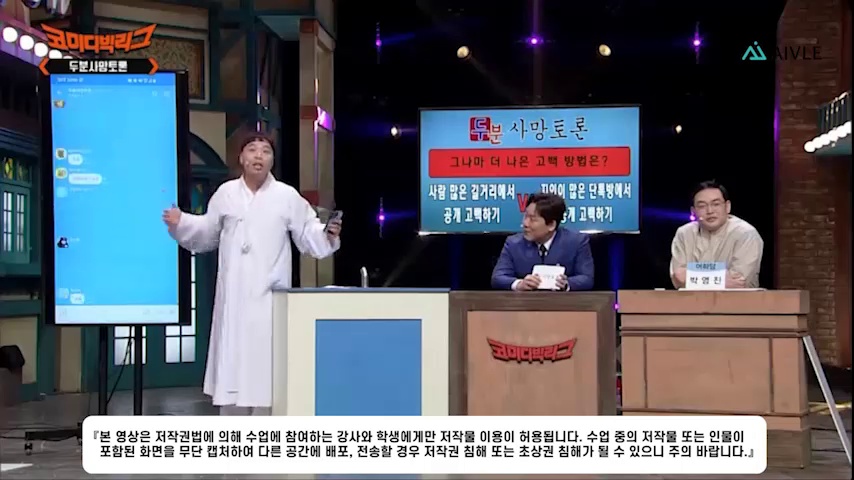 코미디빅리그
두분사망토론
AIVLE
두분 사망토론
그나마 더 나은 고백 방법은?
사람 많은 길거리에서
공개 고백하기
지인이 많은 단톡방에서
공개 고백하기
박영진
코미디빅리그
『본 영상은 저작권법에 의해 수업에 참여하는 강사와 학생에게만 저작물 이용이 허용됩니다. 수업 중의 저작물 또는 인물이
포함된 화면을 무단 캡처하여 다른 공간에 배포, 전송할 경우 저작권 침해 또는 초상권 침해가 될 수 있으니 주의 바랍니다.』